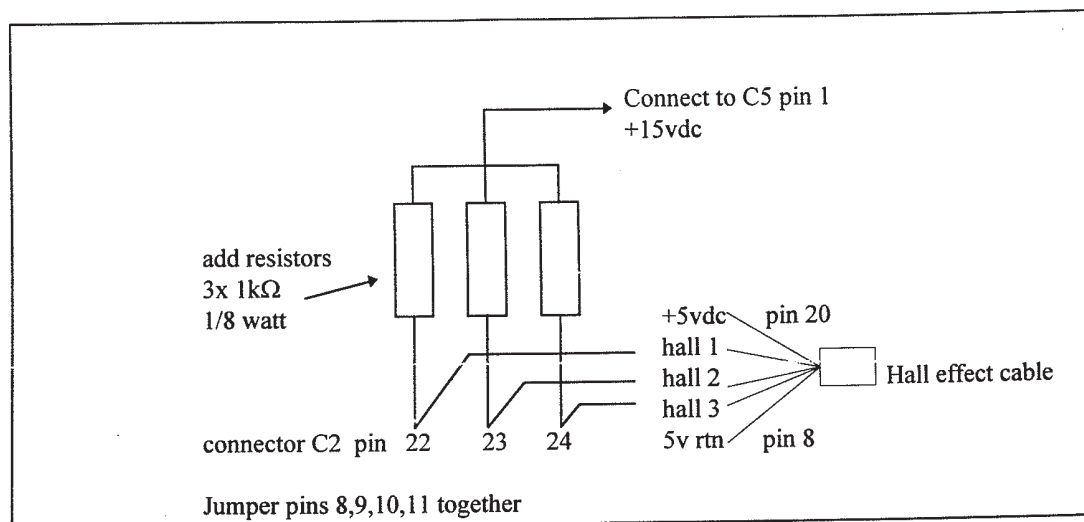 Connect to C5 pin 1
+15vdc
add resistors
3x 1kΩ
1/8 watt
+5vdc pin 20
hall 1
hall 2
Hall effect cable
hall 3
connector C2 pin 22 23 24
5v rtn pin 8
Jumper pins 8,9,10,11 together